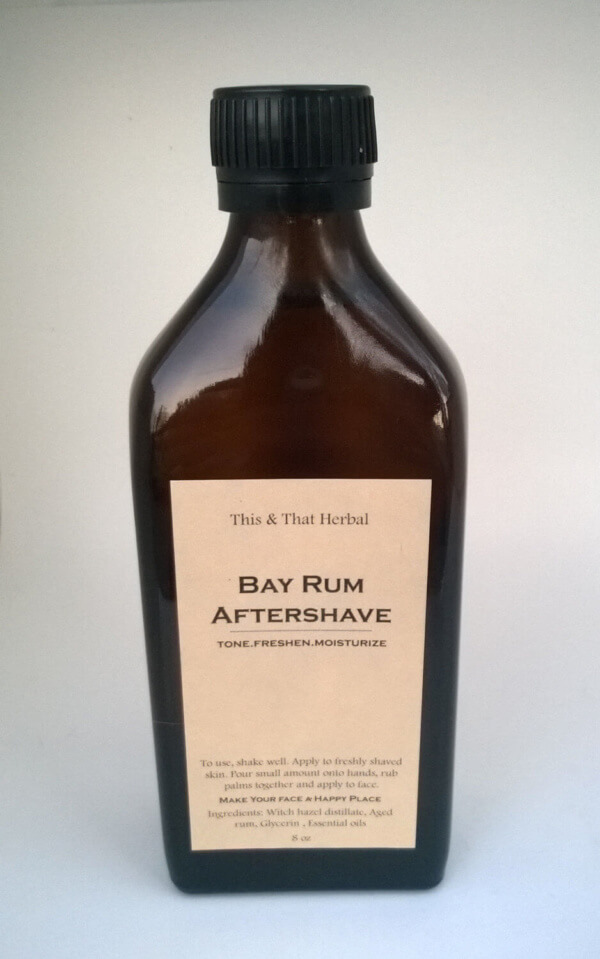 This & That Herbal
BAY RUM
AFTERSHAVE
TONE.FRESHEN.MOISTURIZE
To use, shake well. Apply to freshly shaved
skin. Pour small amount onto hands, rub
palms together and apply to face.
MAKE YOUR FACE A HAPPY PLACE
Ingredients: Witch hazel distillate, Aged
rum, Glycerin , Essential oils
8 oz